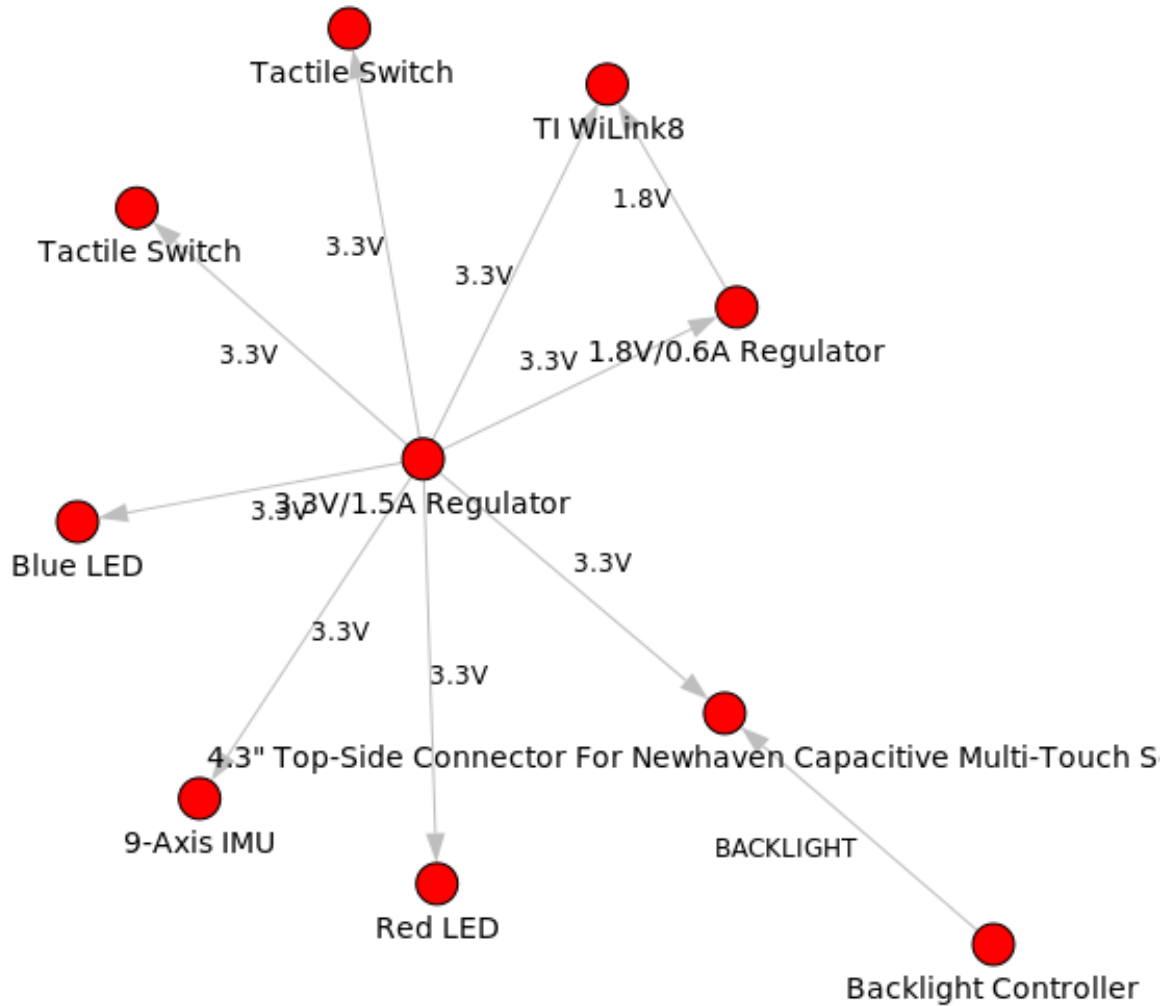 Tactile Switch
TI WiLink8
1.8V
Tactile Switch
3.3V
3.3V
3.3V
1.8V/0.6A Regulator
3.3V
3.3V/1.5A Regulator
3.3V
Blue LED
3.3V
3.3V
3.3V
4.3" Top-Side Connector For Newhaven Capacitive Multi-Touch
9-Axis IMU
BACKLIGHT
Red LED
Backlight Controller